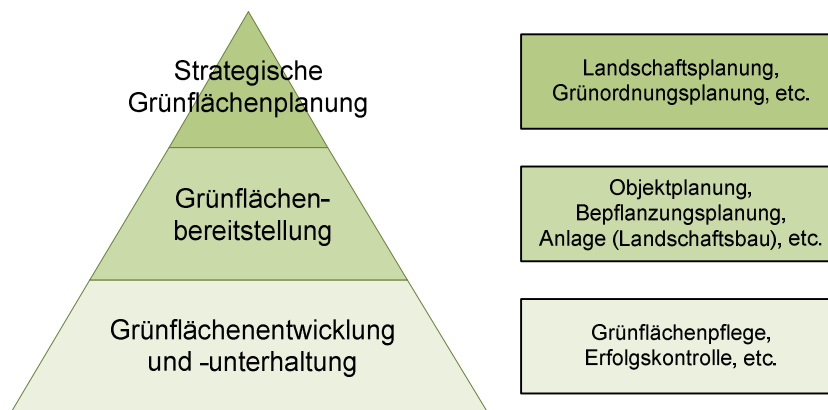 Strategische
Grünflächenplanung
Landschaftsplanung,
Grünordnungsplanung, etc.
Grünflächen-
bereitstellung
Objektplanung,
Bepflanzungsplanung,
Anlage (Landschaftsbau), etc.
Grünflächenentwicklung
und -unterhaltung
Grünflächenpflege,
Erfolgskontrolle, etc.